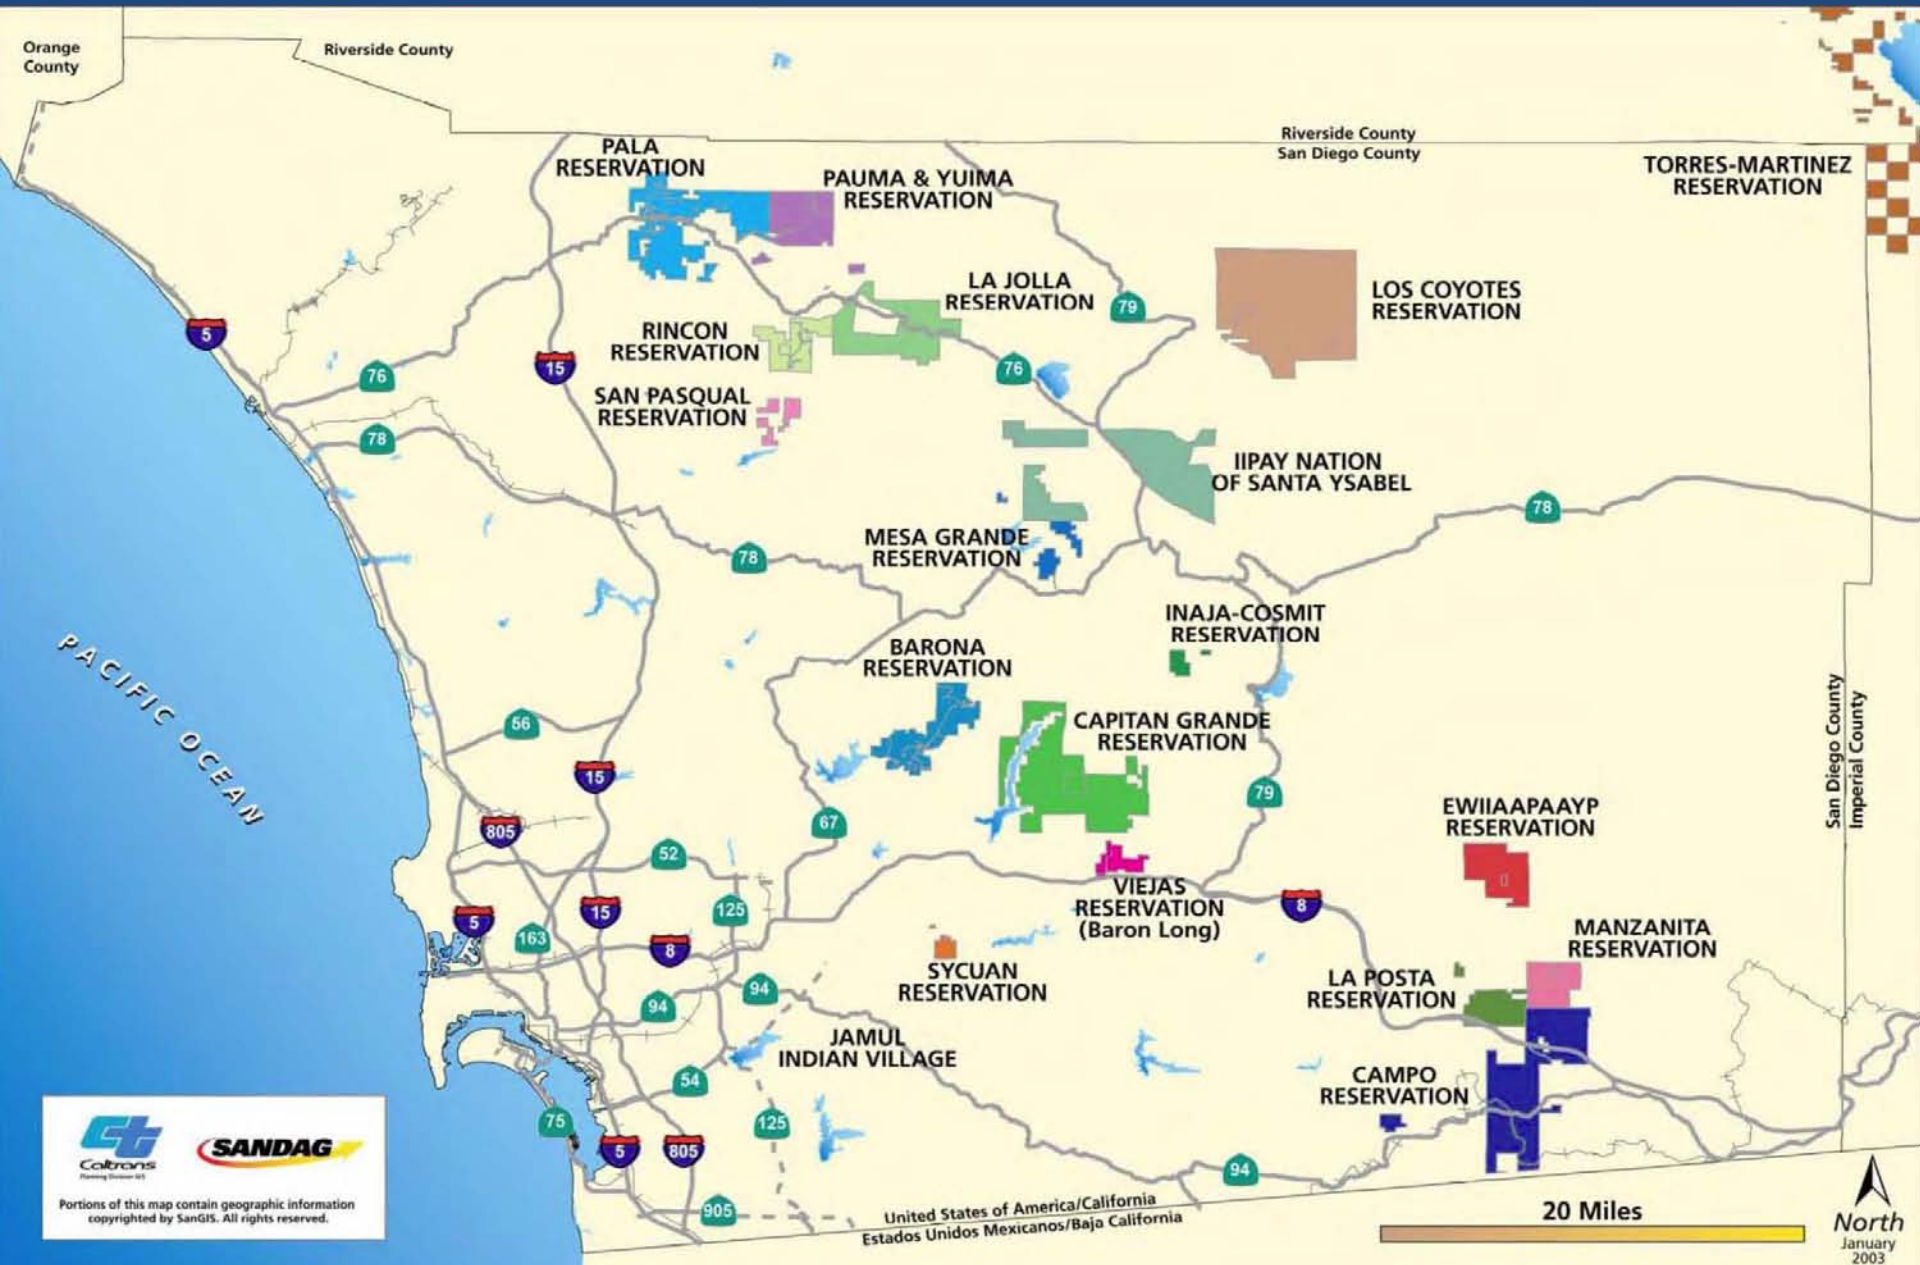 Orange
County
Riverside County
Riverside County
San Diego County
PALA
RESERVATION
PAUMA & YUIMA
RESERVATION
TORRES-MARTINEZ
RESERVATION
LA JOLLA
RESERVATION
79
LOS COYOTES
RESERVATION
5
RINCON
RESERVATION
15
76
76
SAN PASQUAL
RESERVATION
78
IIPAY NATION
OF SANTA YSABEL
78
MESA GRANDE
RESERVATION
78
INAJA-COSMIT
RESERVATION
BARONA
RESERVATION
PACIFIC OCEAN
56
CAPITAN GRANDE
RESERVATION
San Diego County
Imperial County
15
79
805
67
EWIIAAPAAYP
RESERVATION
52
VIEJAS
RESERVATION
(Baron Long)
8
5
15
125
163
8
MANZANITA
RESERVATION
SYCUAN
RESERVATION
LA POSTA
RESERVATION
94
94
JAMUL
INDIAN VILLAGE
54
CAMPO
RESERVATION
75
125
5
805
94
905
United States of America/California
Estados Unidos Mexicanos/Baja California
ct
Caltrans
Planning Division GIS
SANDAG
Portions of this map contain geographic information
copyrighted by SanGIS. All rights reserved.
20 Miles
North
January
2003